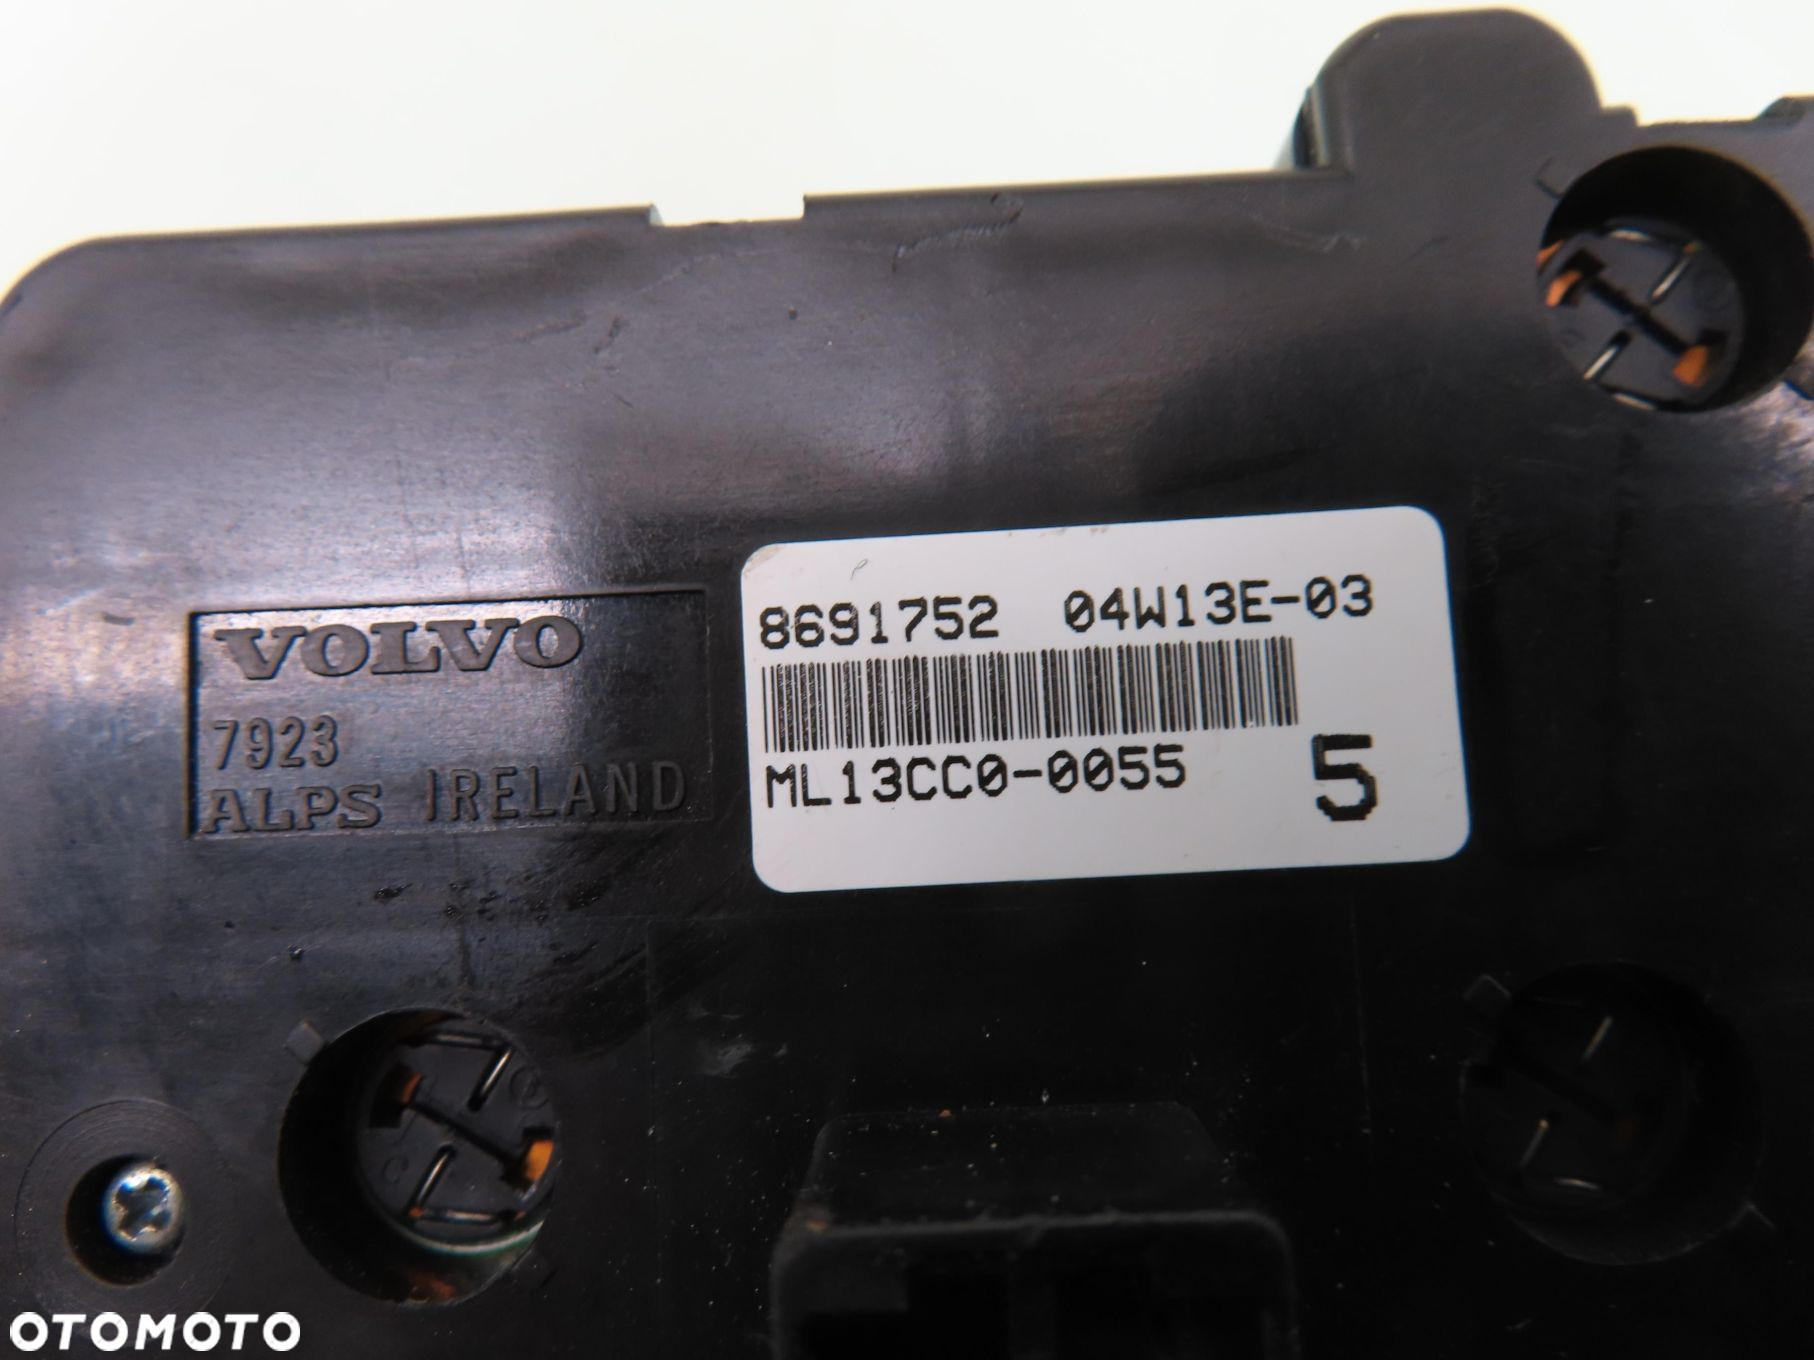 8691752 04W13E-03
ML13CC0-0055 5
VOLVO
7923
ALPS IRELAND
OTOMOTO